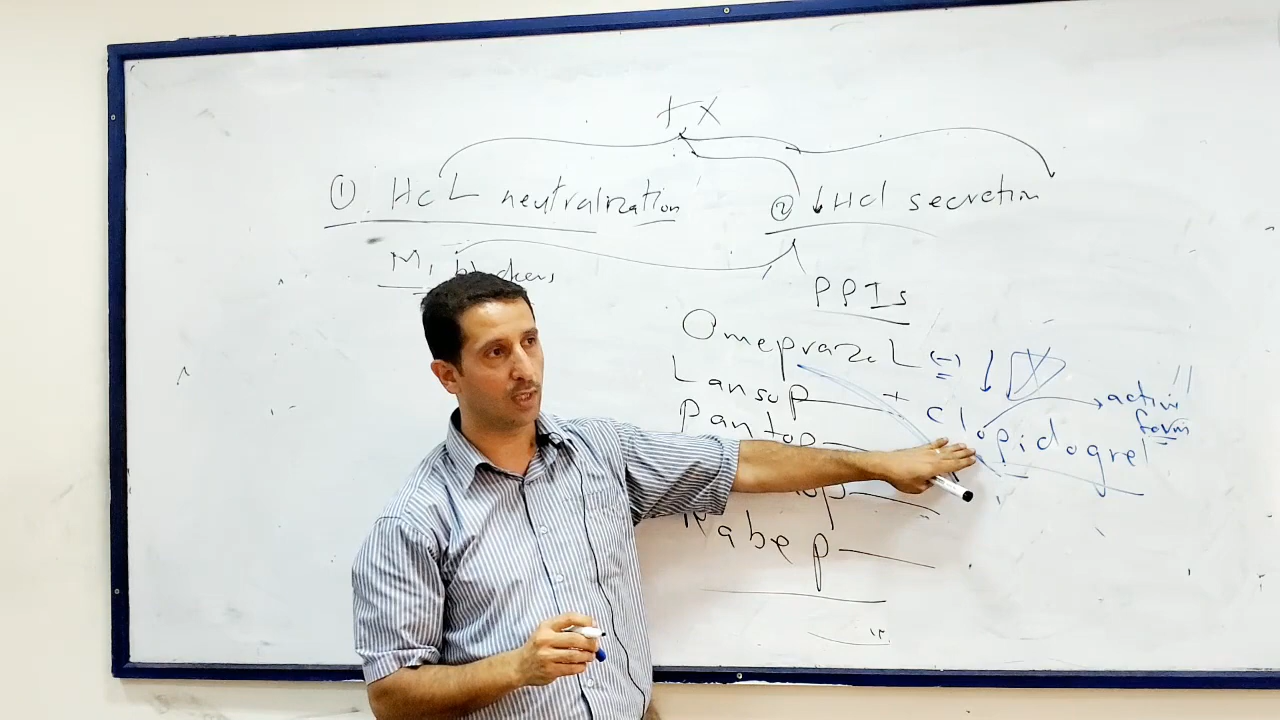 tx
① HCL neutralization
② ↓ HCl secretion
M1 blockers
PPIs
OmeprazoL (-) ↓
Lansop +
Pantop
Rabep
Clopidogrel
active
form